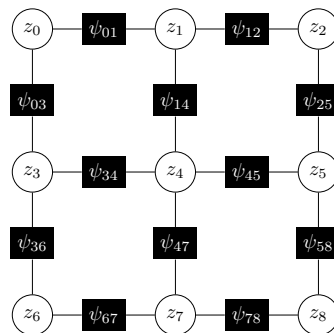 z₀ ψ₀₁ z₁ ψ₁₂ z₂
ψ₀₃ ψ₁₄ ψ₂₅
z₃ ψ₃₄ z₄ ψ₄₅ z₅
ψ₃₆ ψ₄₇ ψ₅₈
z₆ ψ₆₇ z₇ ψ₇₈ z₈